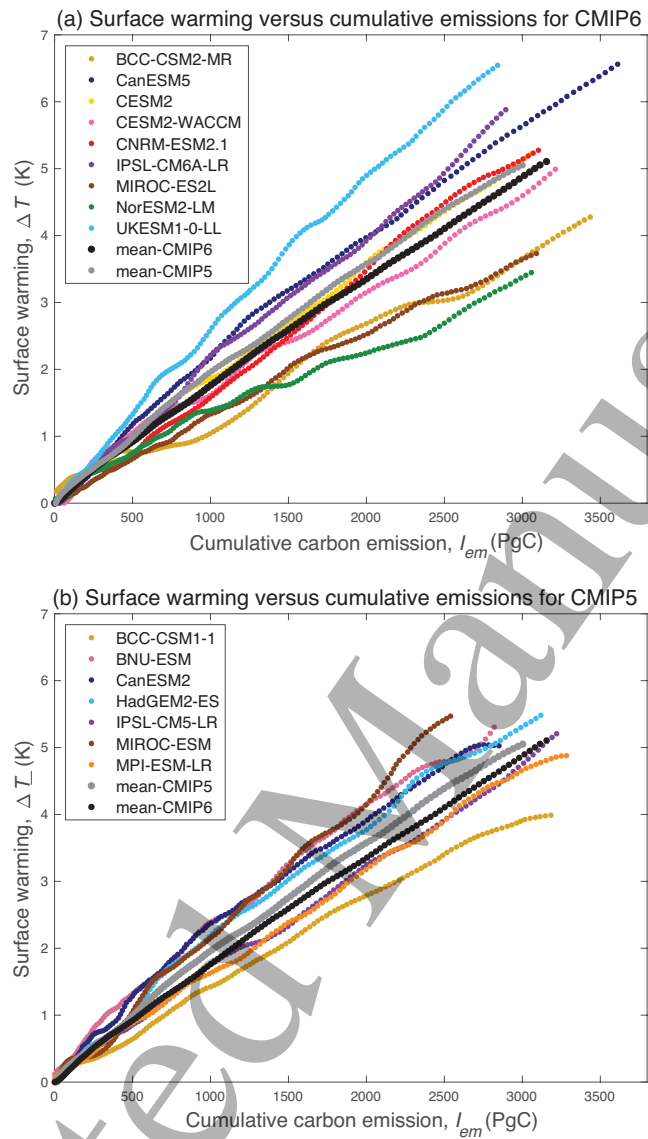 (a) Surface warming versus cumulative emissions for CMIP6
7
6
5
4
3
2
1
0
Surface warming, Δ T (K)
BCC-CSM2-MR
CanESM5
CESM2
CESM2-WACCM
CNRM-ESM2.1
IPSL-CM6A-LR
MIROC-ES2L
NorESM2-LM
UKESM1-0-LL
mean-CMIP6
mean-CMIP5
0 500 1000 1500 2000 2500 3000 3500
Cumulative carbon emission, I_em (PgC)
(b) Surface warming versus cumulative emissions for CMIP5
7
6
5
4
3
2
1
0
Surface warming, Δ T_ (K)
BCC-CSM1-1
BNU-ESM
CanESM2
HadGEM2-ES
IPSL-CM5-LR
MIROC-ESM
MPI-ESM-LR
mean-CMIP5
mean-CMIP6
0 500 1000 1500 2000 2500 3000 3500
Cumulative carbon emission, I_em (PgC)
ted Manus